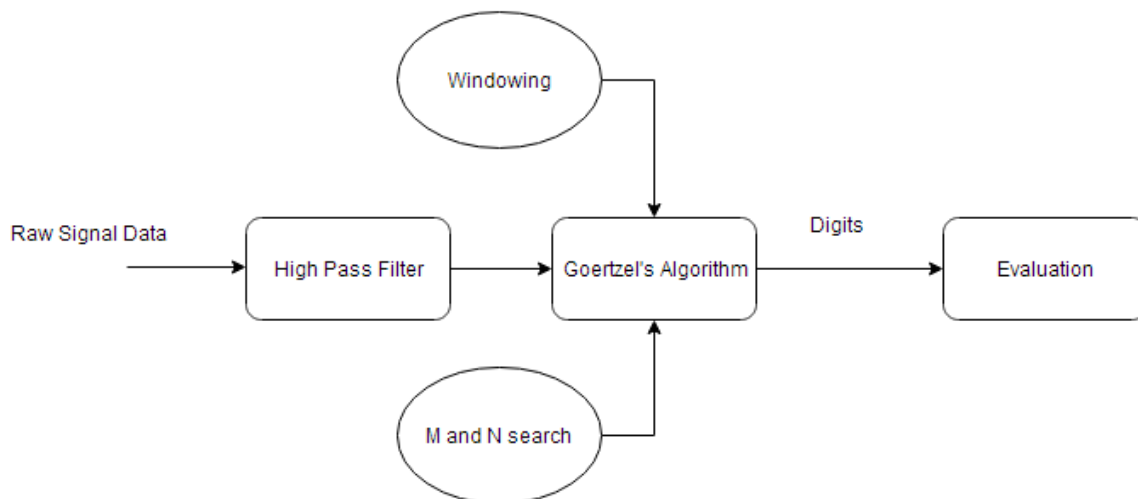 Windowing
Raw Signal Data
High Pass Filter
Goertzel's Algorithm
Digits
Evaluation
M and N search